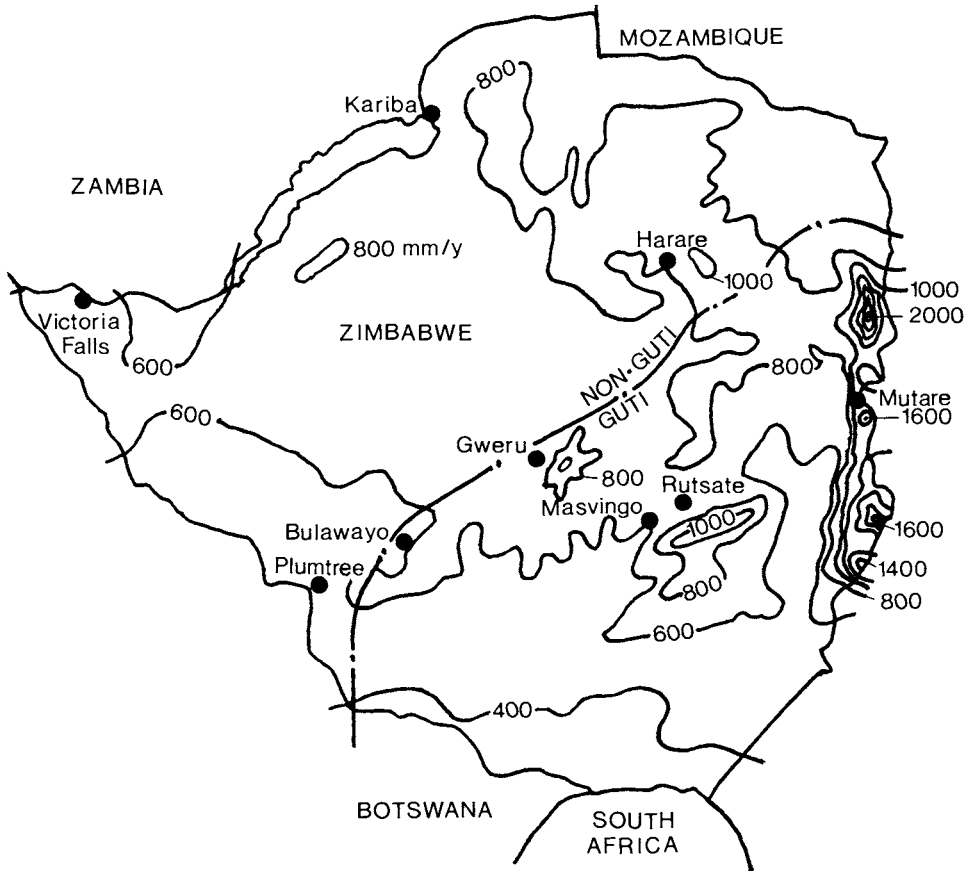 MOZAMBIQUE
800
Kariba
ZAMBIA
800 mm/y
Harare
1000
1000
2000
Victoria
Falls
ZIMBABWE
600
NON-GUTI
GUTI
800
600
Mutare
1600
Gweru
800
Rutsate
Masvingo
1000
1600
Bulawayo
Plumtree
1400
800
800
600
400
BOTSWANA
SOUTH
AFRICA